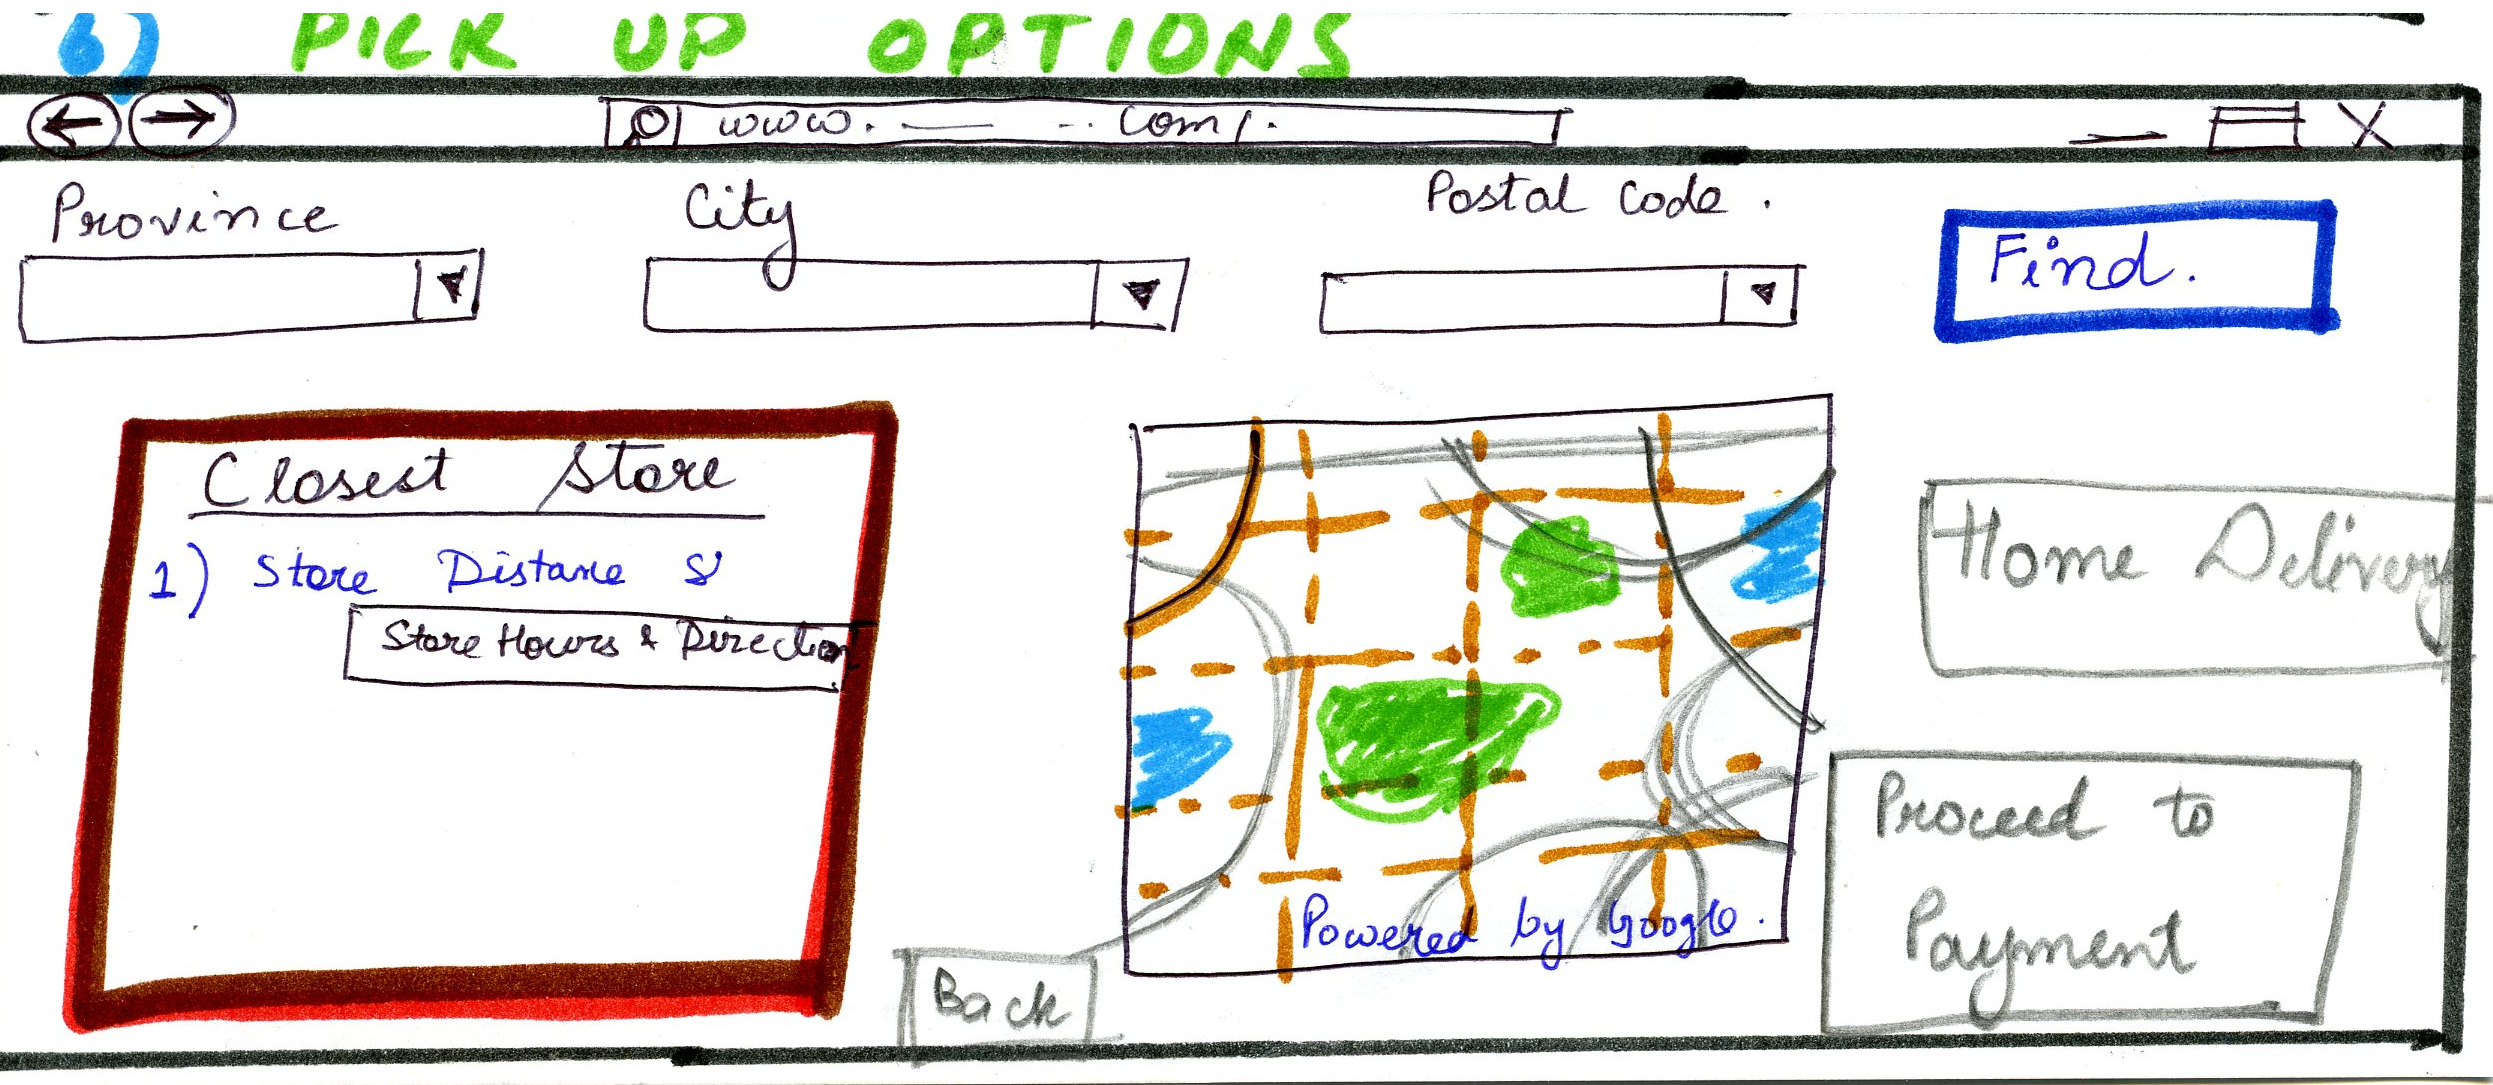 6) PICK UP OPTIONS
www. — -- Com/.
Province
City
Postal Code.
Find.
Closest Store
1) Store Distance &
Store Hours & Direction
Home Delivery
Powered by Google.
Proceed to
Payment
Back